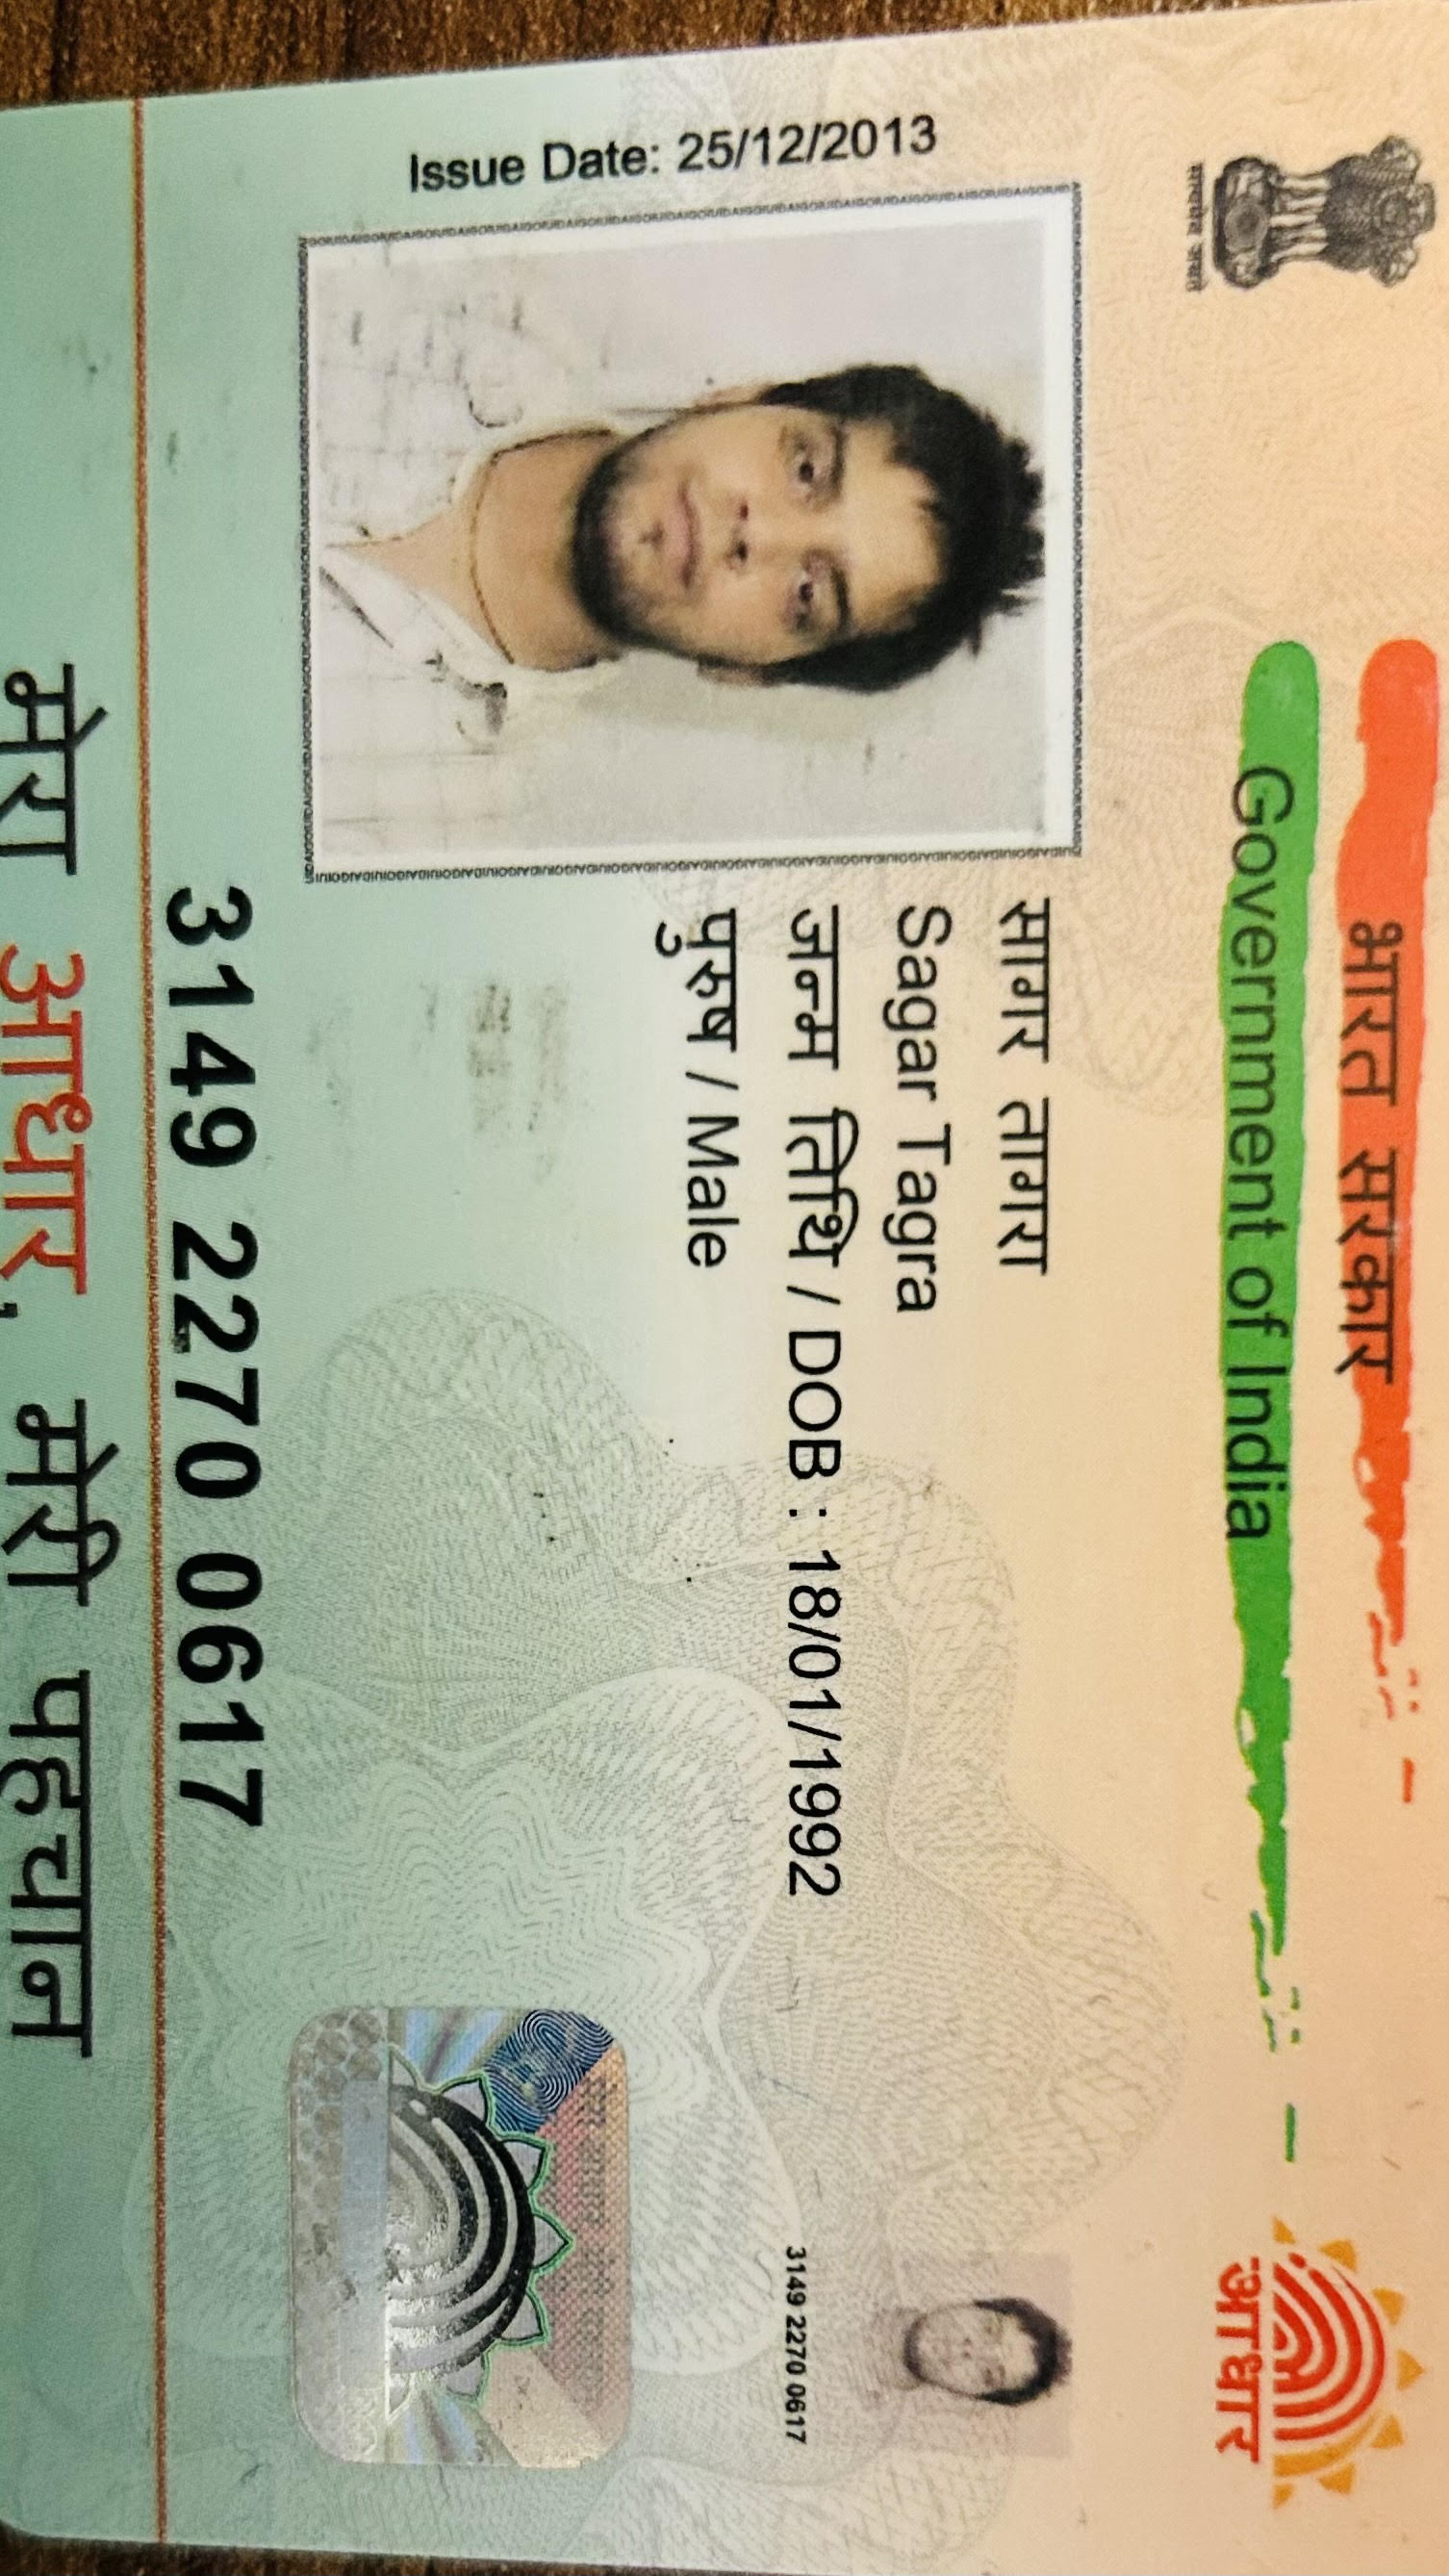 भारत सरकार
Government of India
आधार
सत्यमेव जयते
Issue Date: 25/12/2013
सागर तागरा
Sagar Tagra
जन्म तिथि / DOB : 18/01/1992
पुरुष / Male
3149 2270 0617
3149 2270 0617
मेरा आधार, मेरी पहचान